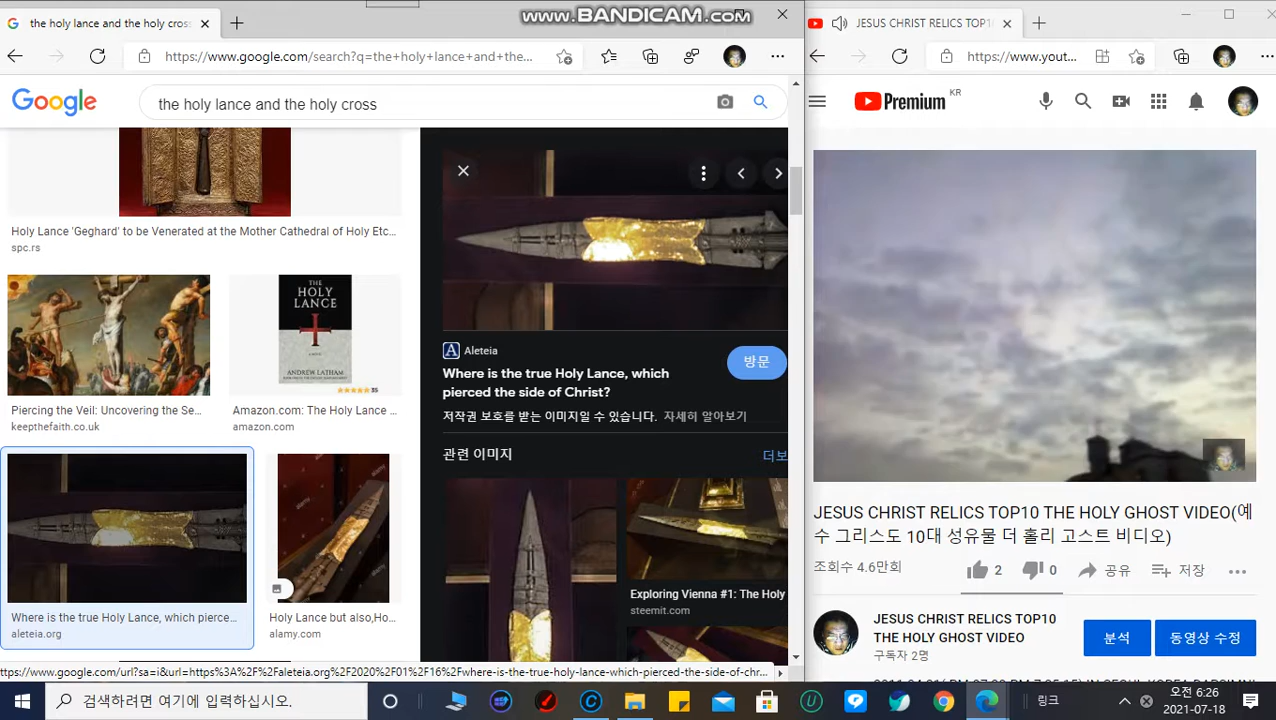 the holy lance and the holy cross
www.BANDICAM.com
https://www.google.com/search?q=the+holy+lance+and+the...
Google
the holy lance and the holy cross
Holy Lance 'Geghard' to be Venerated at the Mother Cathedral of Holy Etc...
spc.rs
THE
HOLY
LANCE
ANDREW LATHAM
35
Piercing the Veil: Uncovering the Se...
keepthefaith.co.uk
Amazon.com: The Holy Lance ...
amazon.com
Where is the true Holy Lance, which pierce...
aleteia.org
Holy Lance but also,Ho...
alamy.com
A Aleteia
방문
Where is the true Holy Lance, which
pierced the side of Christ?
저작권 보호를 받는 이미지일 수 있습니다. 자세히 알아보기
관련 이미지
더보
Exploring Vienna #1: The Holy
steemit.com
https://www.google.com/url?sa=i&url=https%3A%2F%2Faleteia.org%2F2020%2F01%2F16%2Fwhere-is-the-true-holy-lance-which-pierced-the-side-of-chr...
JESUS CHRIST RELICS TOP1
https://www.yout...
Premium KR
JESUS CHRIST RELICS TOP10 THE HOLY GHOST VIDEO(예
수 그리스도 10대 성유물 더 홀리 고스트 비디오)
조회수 4.6만회
2
0
공유
저장
JESUS CHRIST RELICS TOP10
THE HOLY GHOST VIDEO
구독자 2명
분석
동영상 수정
검색하려면 여기에 입력하십시오.
링크
오전 6:26
2021-07-18